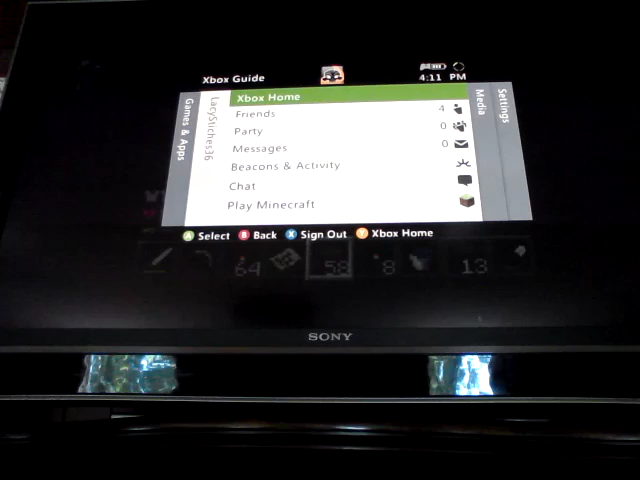 Xbox Guide
4:11 PM
Games & Apps
LacyStiches36
Xbox Home
Friends 4
Party 0
Messages 0
Beacons & Activity
Chat
Play Minecraft
Media
Settings
A Select B Back X Sign Out Y Xbox Home
64 58 8 13
SONY